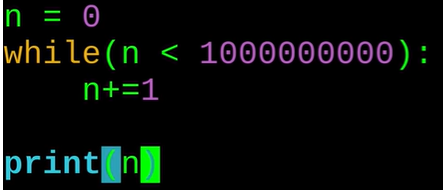 n = 0
while(n < 1000000000):
    n+=1
print(n)